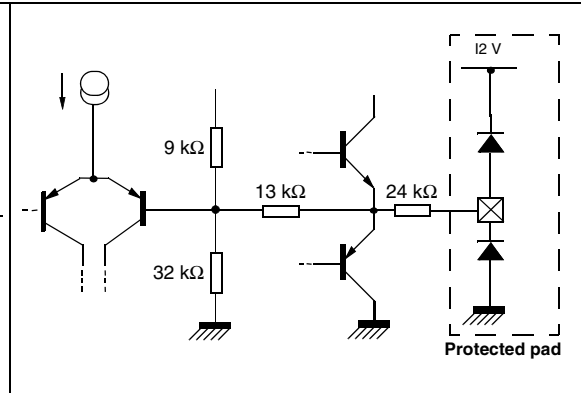 I2 V
9 kΩ
13 kΩ
24 kΩ
32 kΩ
Protected pad